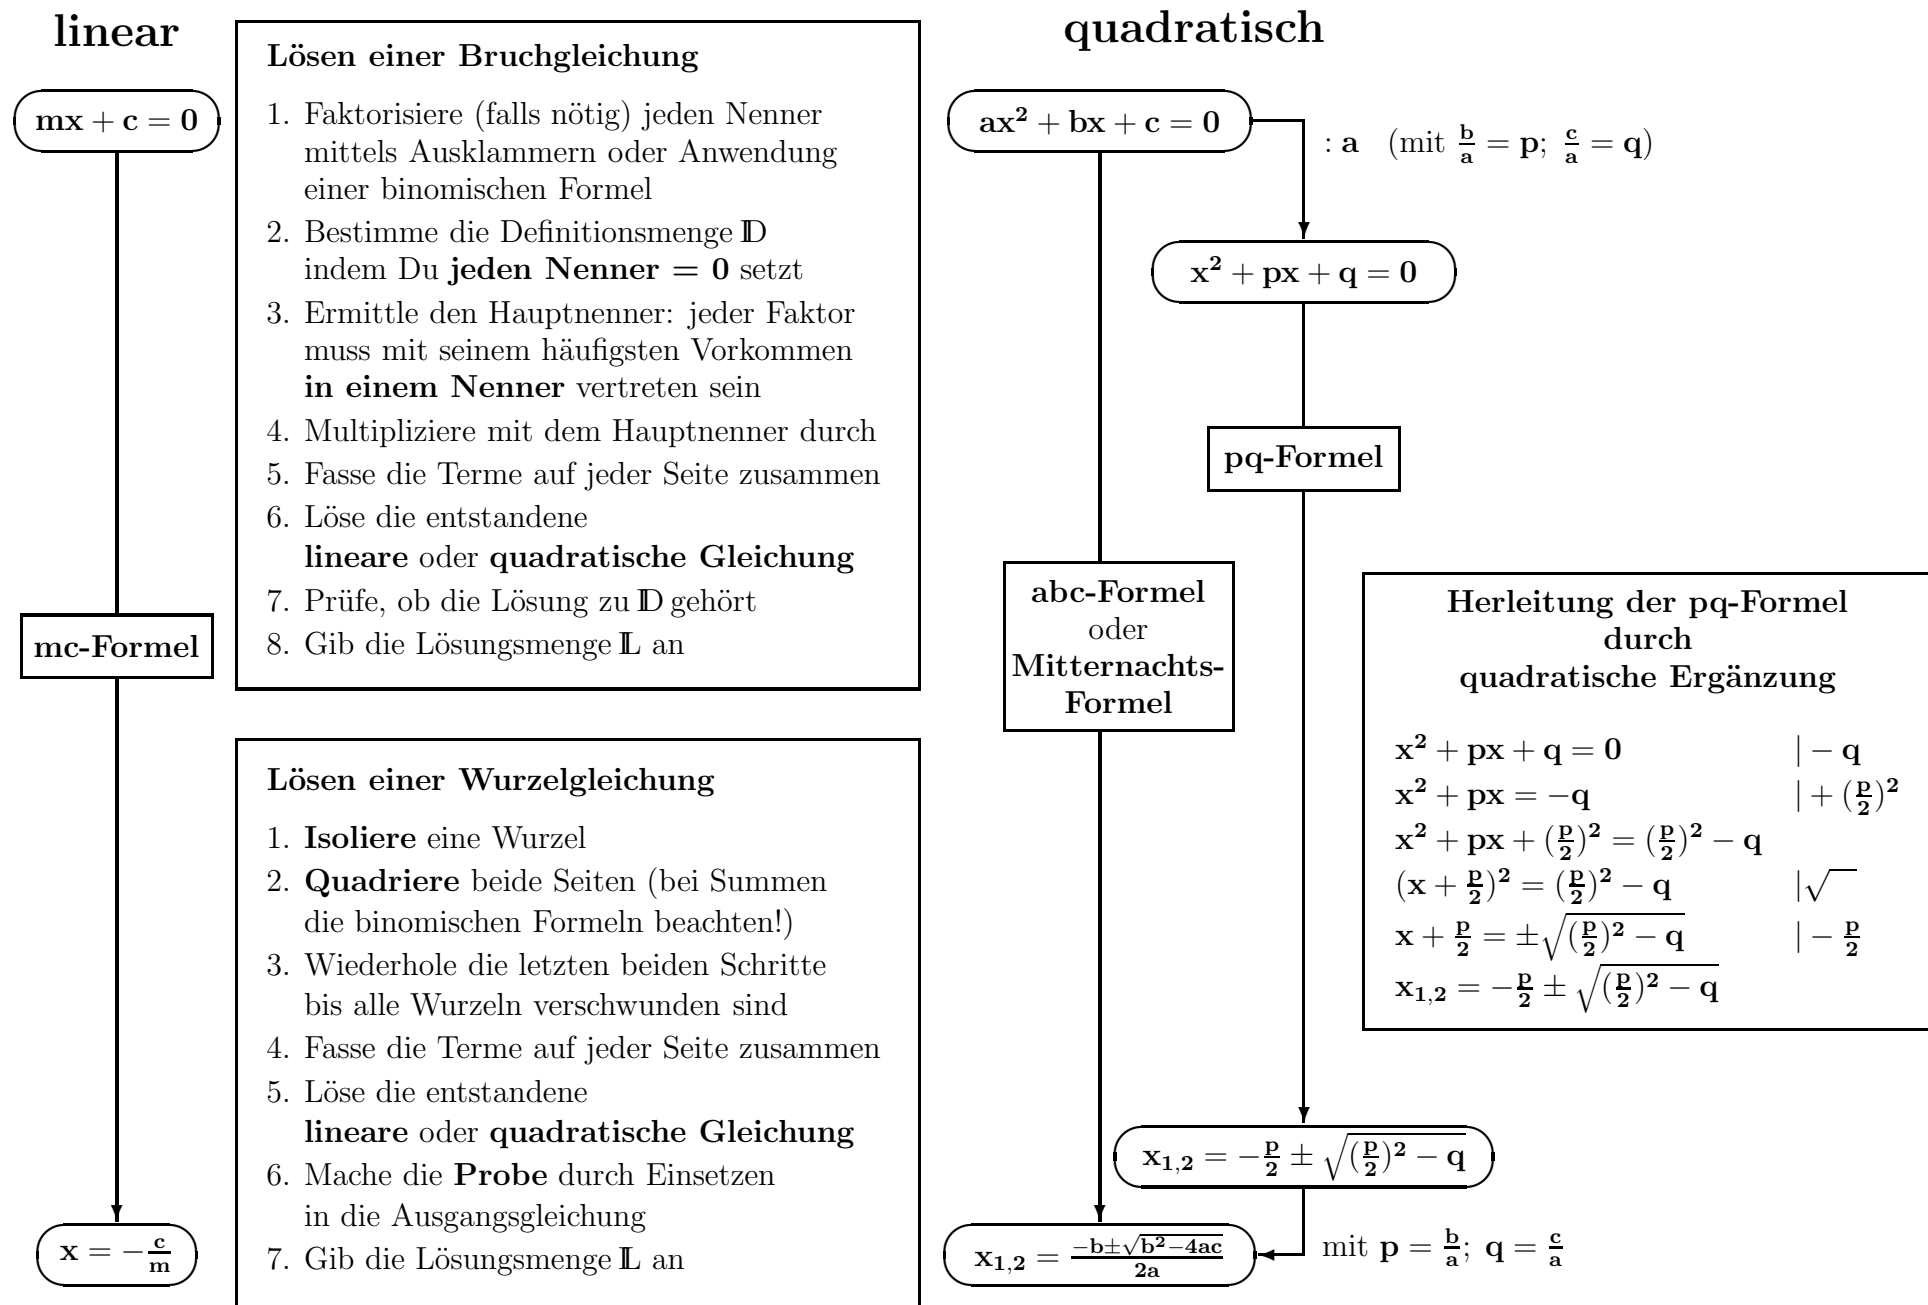 linear
mx + c = 0
mc-Formel
x = −c/m
Lösen einer Bruchgleichung
1. Faktorisiere (falls nötig) jeden Nenner
mittels Ausklammern oder Anwendung
einer binomischen Formel
2. Bestimme die Definitionsmenge 𝔻
indem Du jeden Nenner = 0 setzt
3. Ermittle den Hauptnenner: jeder Faktor
muss mit seinem häufigsten Vorkommen
in einem Nenner vertreten sein
4. Multipliziere mit dem Hauptnenner durch
5. Fasse die Terme auf jeder Seite zusammen
6. Löse die entstandene
lineare oder quadratische Gleichung
7. Prüfe, ob die Lösung zu 𝔻 gehört
8. Gib die Lösungsmenge 𝕃 an
Lösen einer Wurzelgleichung
1. Isoliere eine Wurzel
2. Quadriere beide Seiten (bei Summen
die binomischen Formeln beachten!)
3. Wiederhole die letzten beiden Schritte
bis alle Wurzeln verschwunden sind
4. Fasse die Terme auf jeder Seite zusammen
5. Löse die entstandene
lineare oder quadratische Gleichung
6. Mache die Probe durch Einsetzen
in die Ausgangsgleichung
7. Gib die Lösungsmenge 𝕃 an
quadratisch
ax² + bx + c = 0
: a (mit b/a = p; c/a = q)
x² + px + q = 0
pq-Formel
abc-Formel
oder
Mitternachts-
Formel
Herleitung der pq-Formel
durch
quadratische Ergänzung
x² + px + q = 0 | − q
x² + px = −q | + (p/2)²
x² + px + (p/2)² = (p/2)² − q
(x + p/2)² = (p/2)² − q |√
x + p/2 = ±√((p/2)² − q) | − p/2
x₁,₂ = −p/2 ± √((p/2)² − q)
x₁,₂ = −p/2 ± √((p/2)² − q)
x₁,₂ = (−b±√(b²−4ac))/2a
mit p = b/a; q = c/a